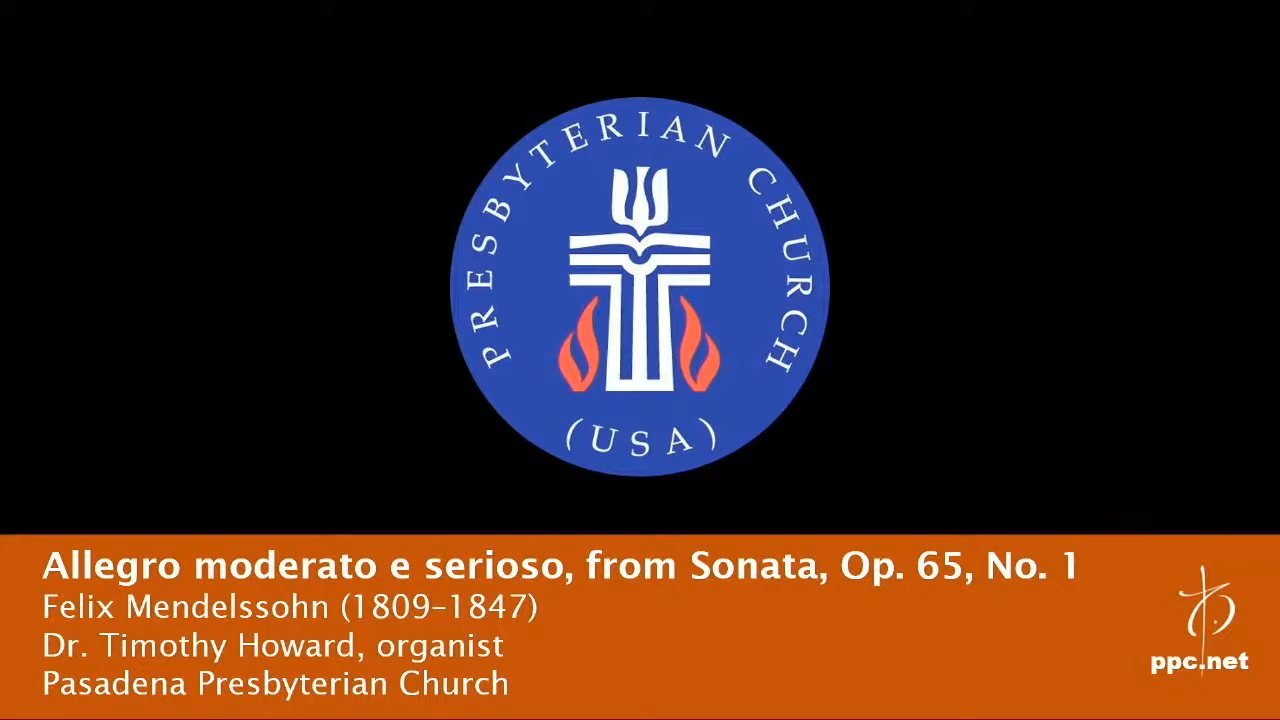 PRESBYTERIAN CHURCH
(USA)
Allegro moderato e serioso, from Sonata, Op. 65, No. 1
Felix Mendelssohn (1809–1847)
Dr. Timothy Howard, organist
Pasadena Presbyterian Church
ppc.net